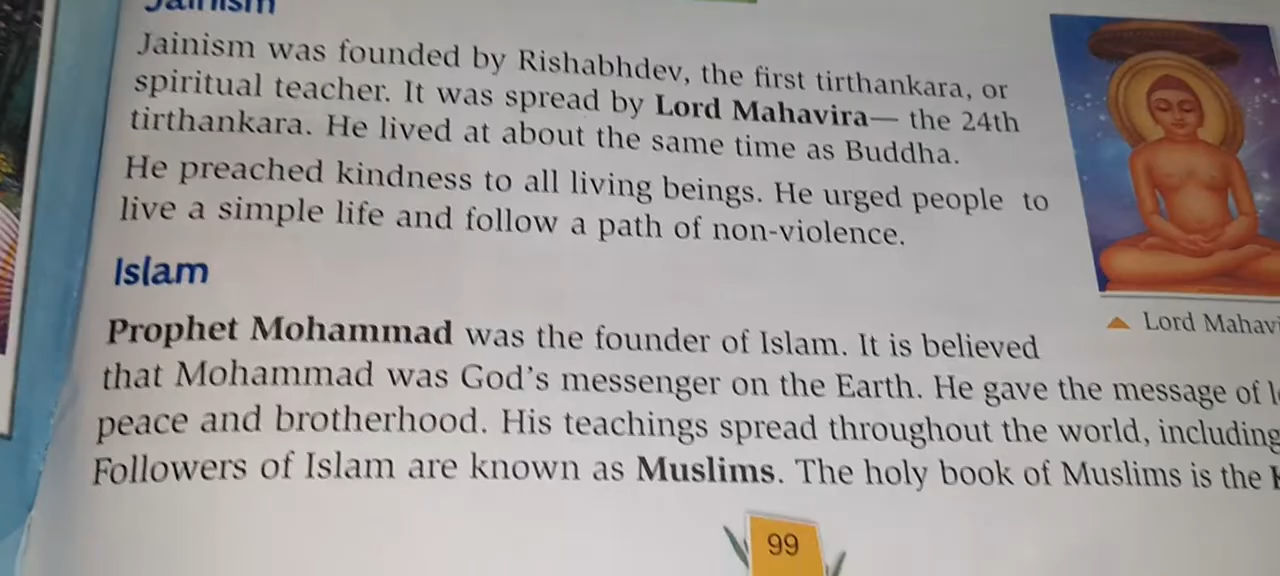 Jainism
Jainism was founded by Rishabhdev, the first tirthankara, or
spiritual teacher. It was spread by Lord Mahavira— the 24th
tirthankara. He lived at about the same time as Buddha.
He preached kindness to all living beings. He urged people to
live a simple life and follow a path of non-violence.
Lord Mahavi
Islam
Prophet Mohammad was the founder of Islam. It is believed
that Mohammad was God's messenger on the Earth. He gave the message of
peace and brotherhood. His teachings spread throughout the world, including
Followers of Islam are known as Muslims. The holy book of Muslims is the
99